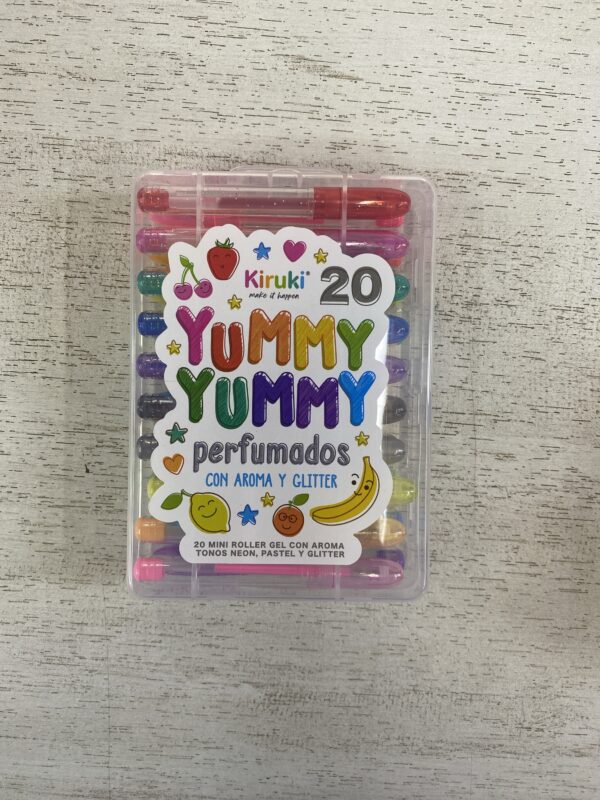 Kiruki®
make it happen
20
YUMMY
YUMMY
perfumados
CON AROMA Y GLITTER
20 MINI ROLLER GEL CON AROMA
TONOS NEON, PASTEL Y GLITTER